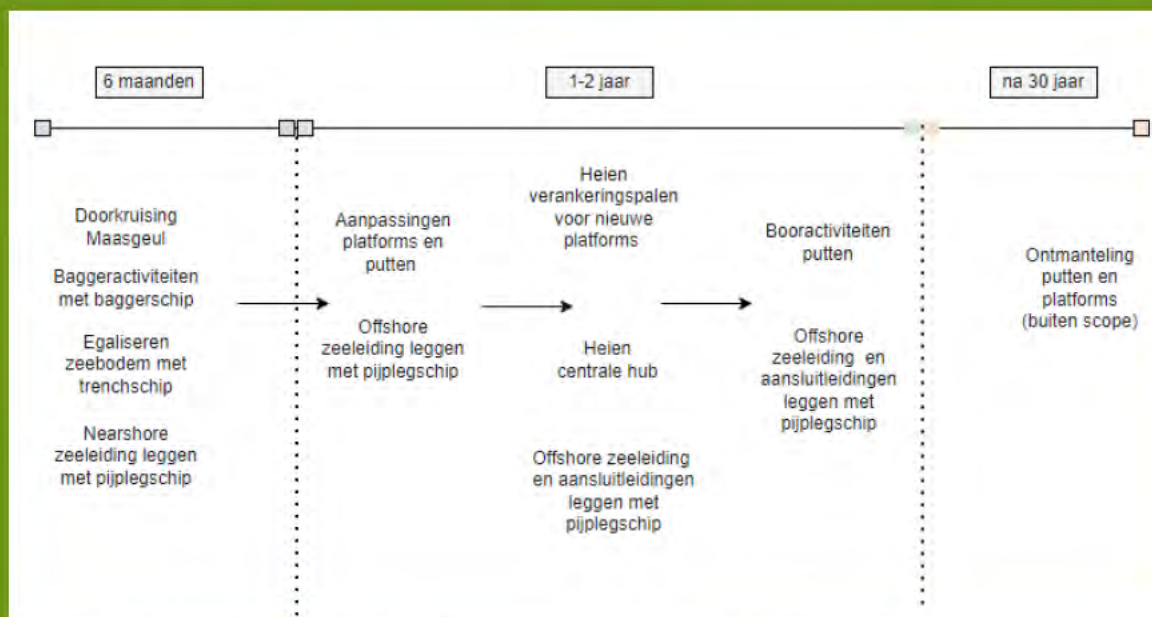 6 maanden
1-2 jaar
na 30 jaar
Doorkruising
Maasgeul
Baggeractiviteiten
met baggerschip
Egaliseren
zeebodem met
trenchschip
Nearshore
zeeleiding leggen
met pijplegschip
Aanpassingen
platforms en
putten
Offshore
zeeleiding leggen
met pijplegschip
Heien
verankeringspalen
voor nieuwe
platforms
Heien
centrale hub
Offshore zeeleiding
en aansluitleidingen
leggen met
pijplegschip
Booractiviteiten
putten
Offshore
zeeleiding en
aansluitleidingen
leggen met
pijplegschip
Ontmanteling
putten en
platforms
(buiten scope)